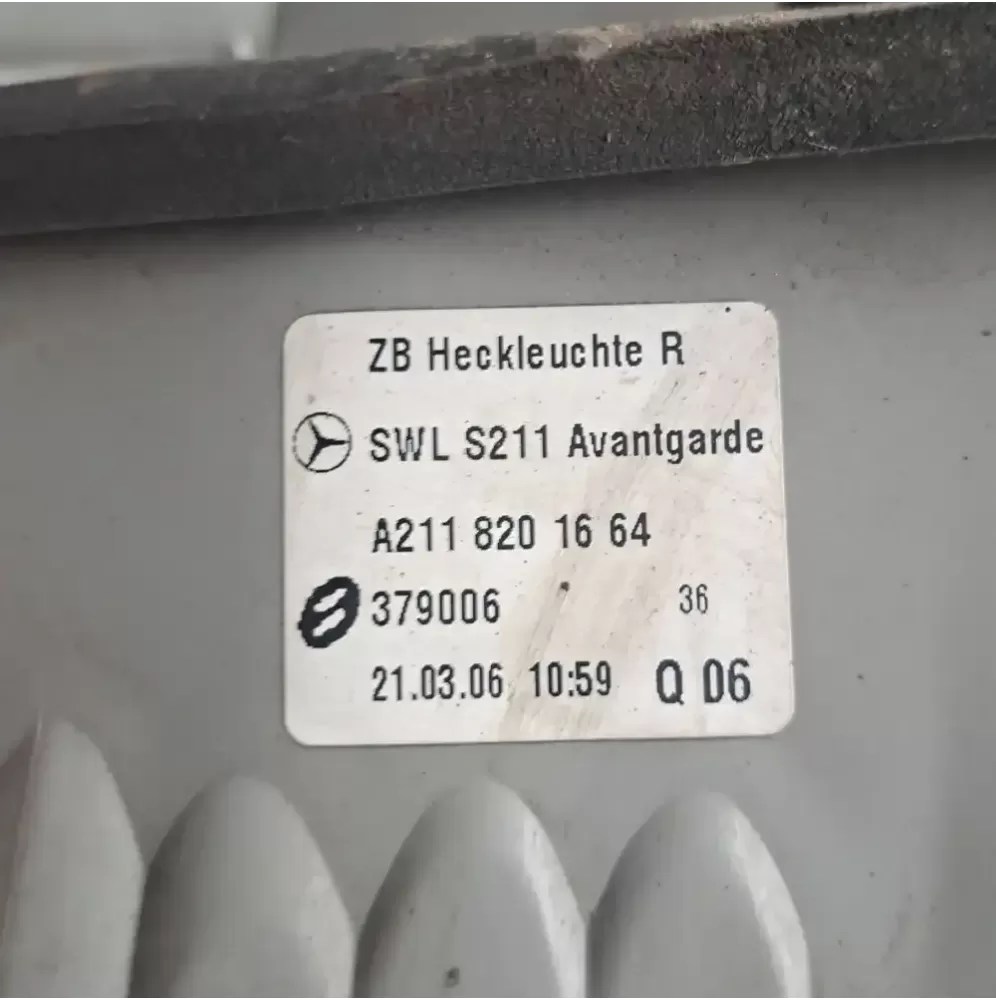 ZB Heckleuchte R
SWL S211 Avantgarde
A211 820 16 64
379006 36
21.03.06 10:59 Q 06